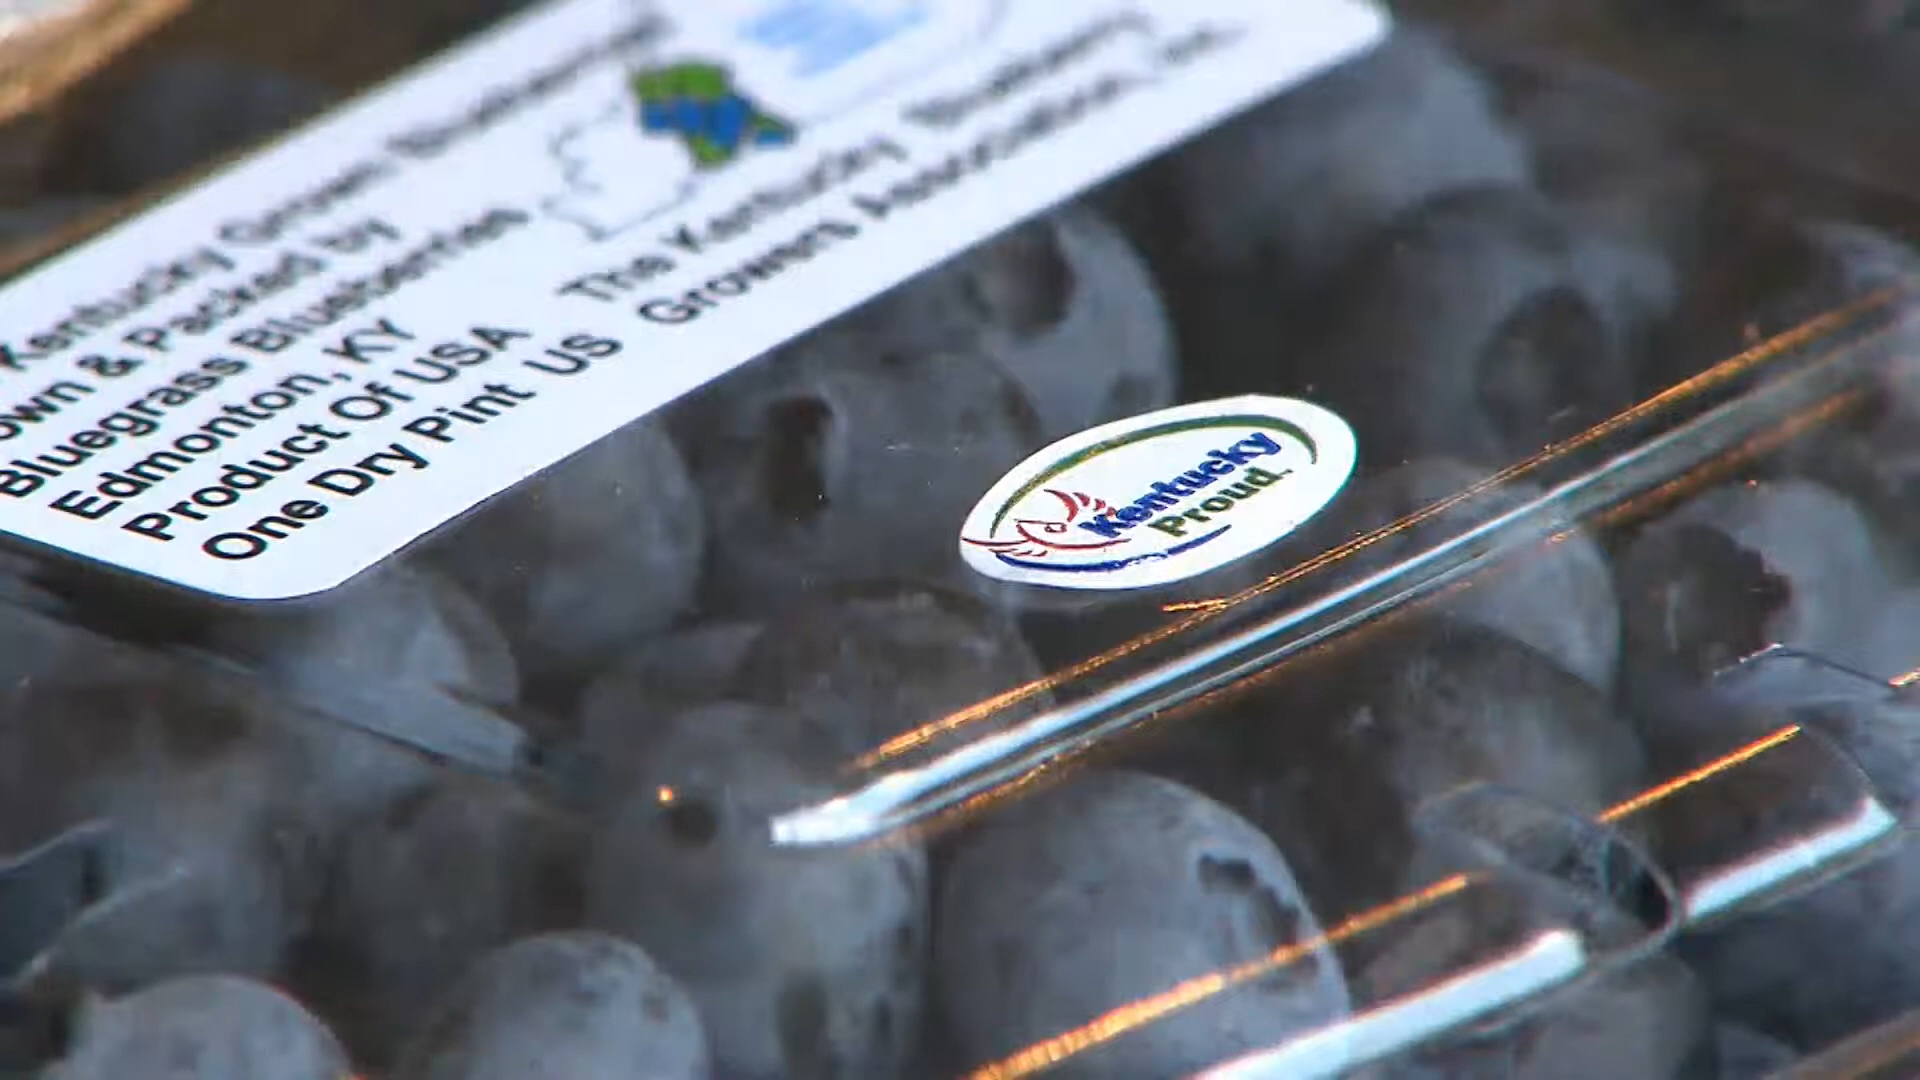 Kentucky Grown Blueberries
own & Packed by
Bluegrass Blueberries
Edmonton, KY
Product Of USA
One Dry Pint US
The Kentucky Blueberry
Growers Association, Inc.
Kentucky
Proud.